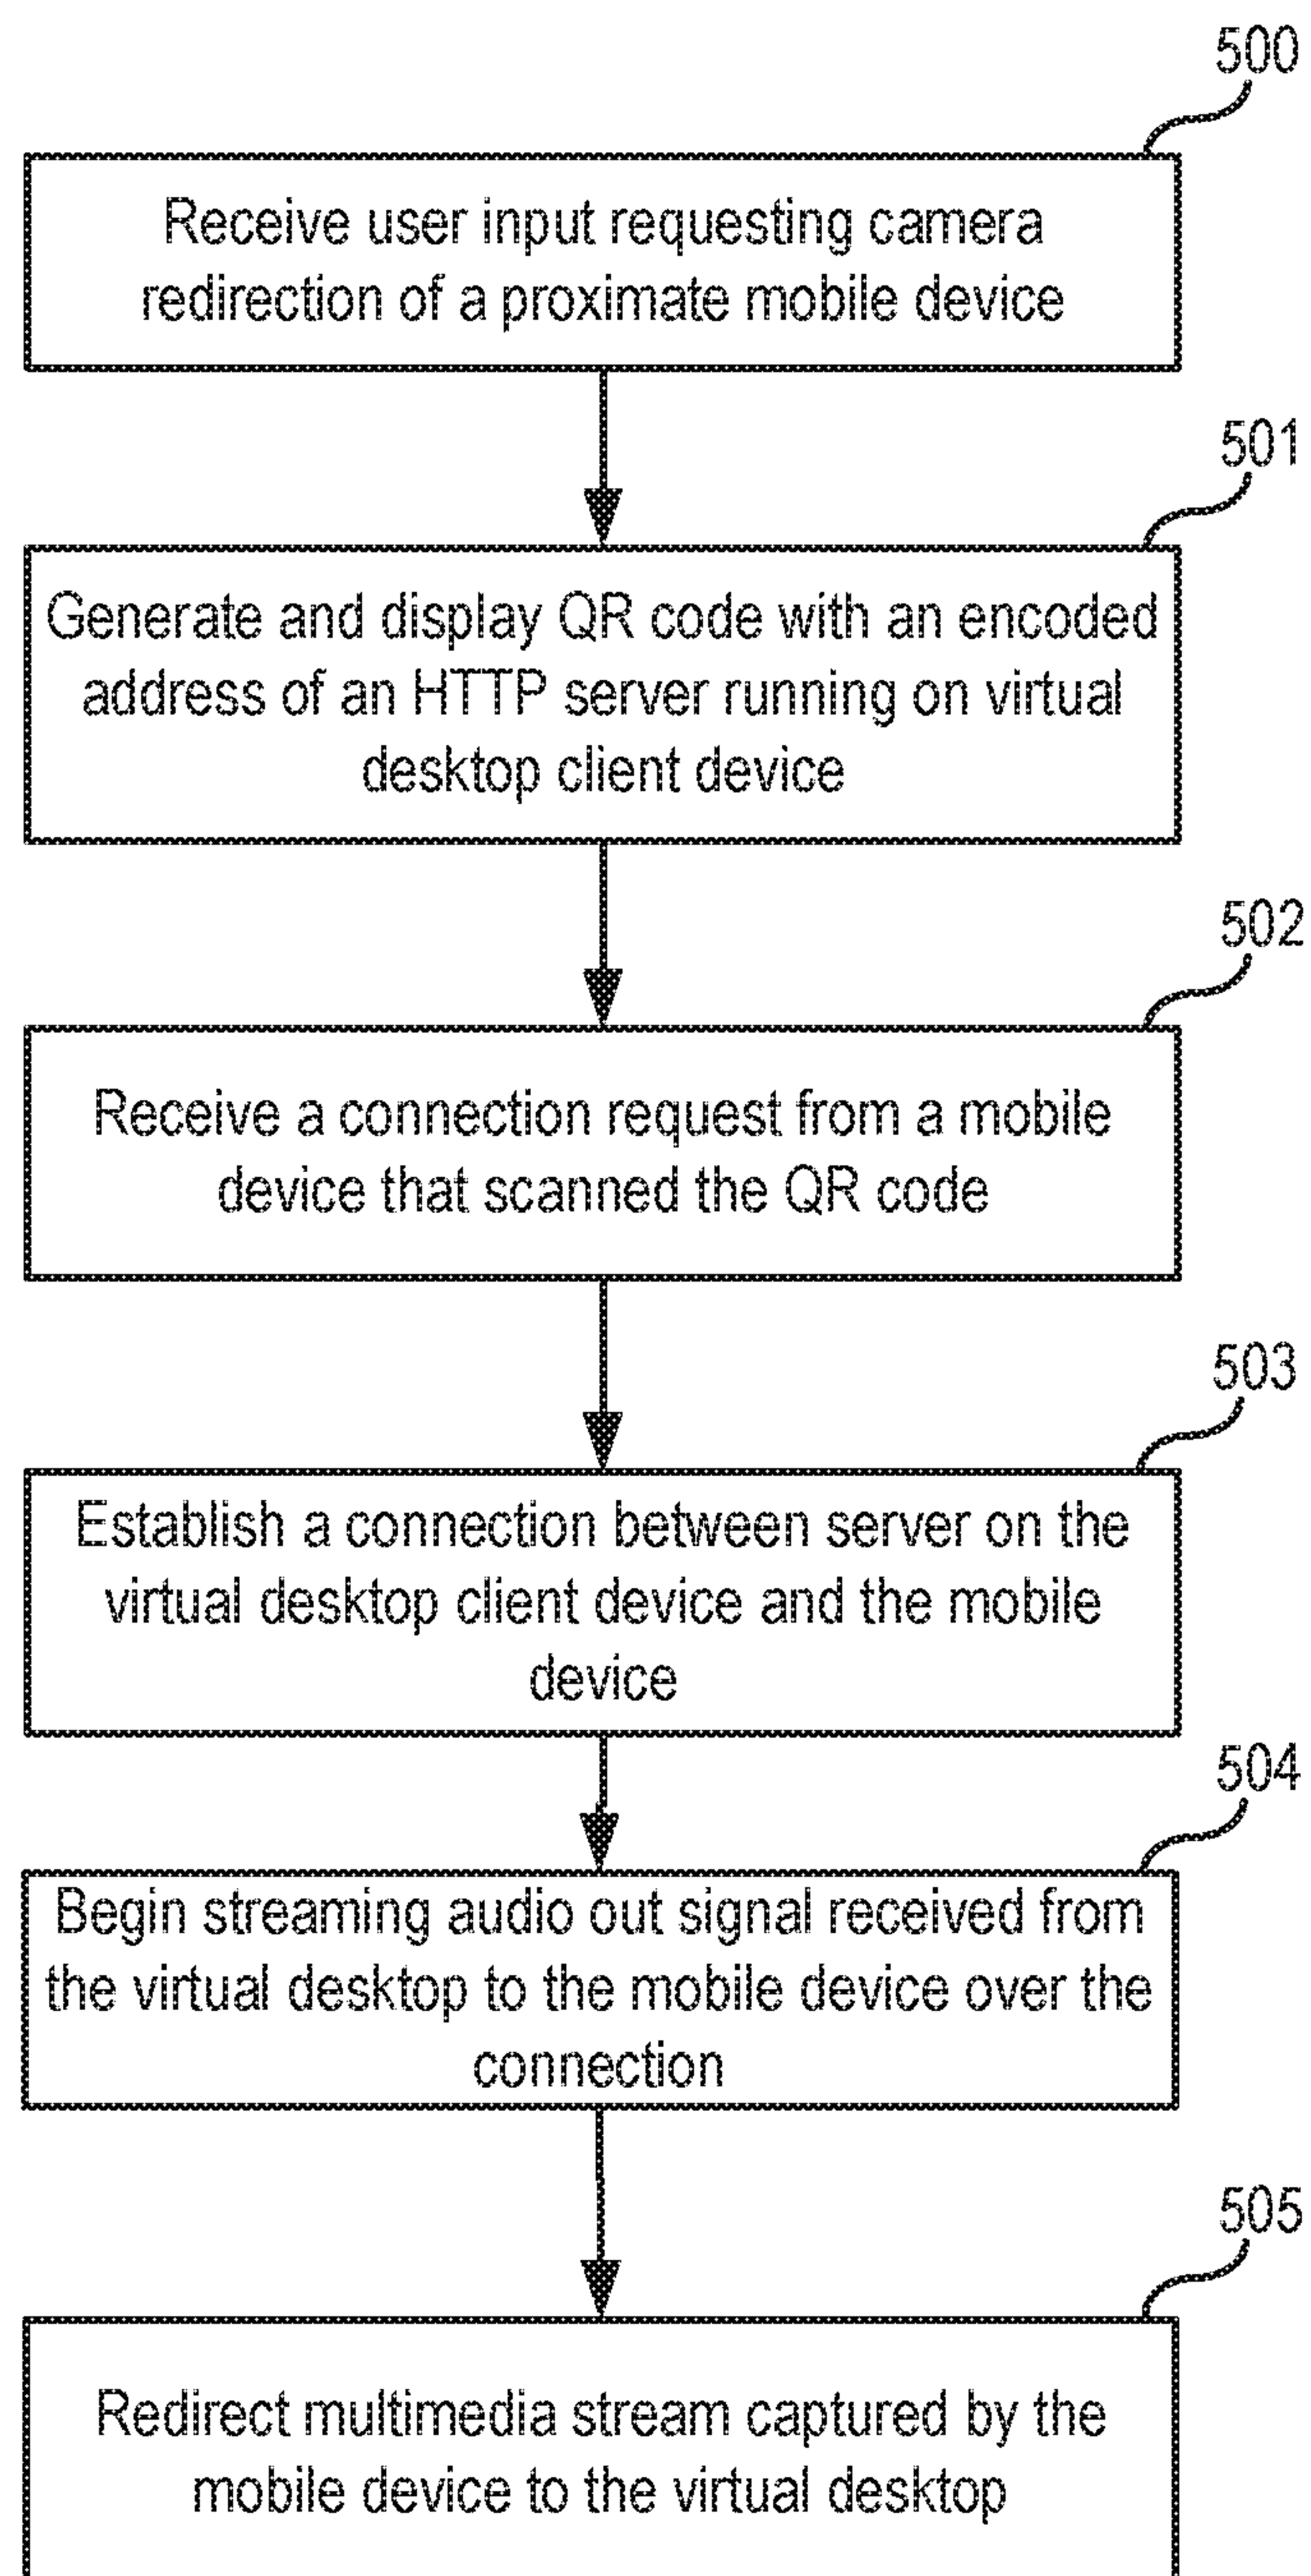 500
Receive user input requesting camera
redirection of a proximate mobile device
501
Generate and display QR code with an encoded
address of an HTTP server running on virtual
desktop client device
502
Receive a connection request from a mobile
device that scanned the QR code
503
Establish a connection between server on the
virtual desktop client device and the mobile
device
504
Begin streaming audio out signal received from
the virtual desktop to the mobile device over the
connection
505
Redirect multimedia stream captured by the
mobile device to the virtual desktop